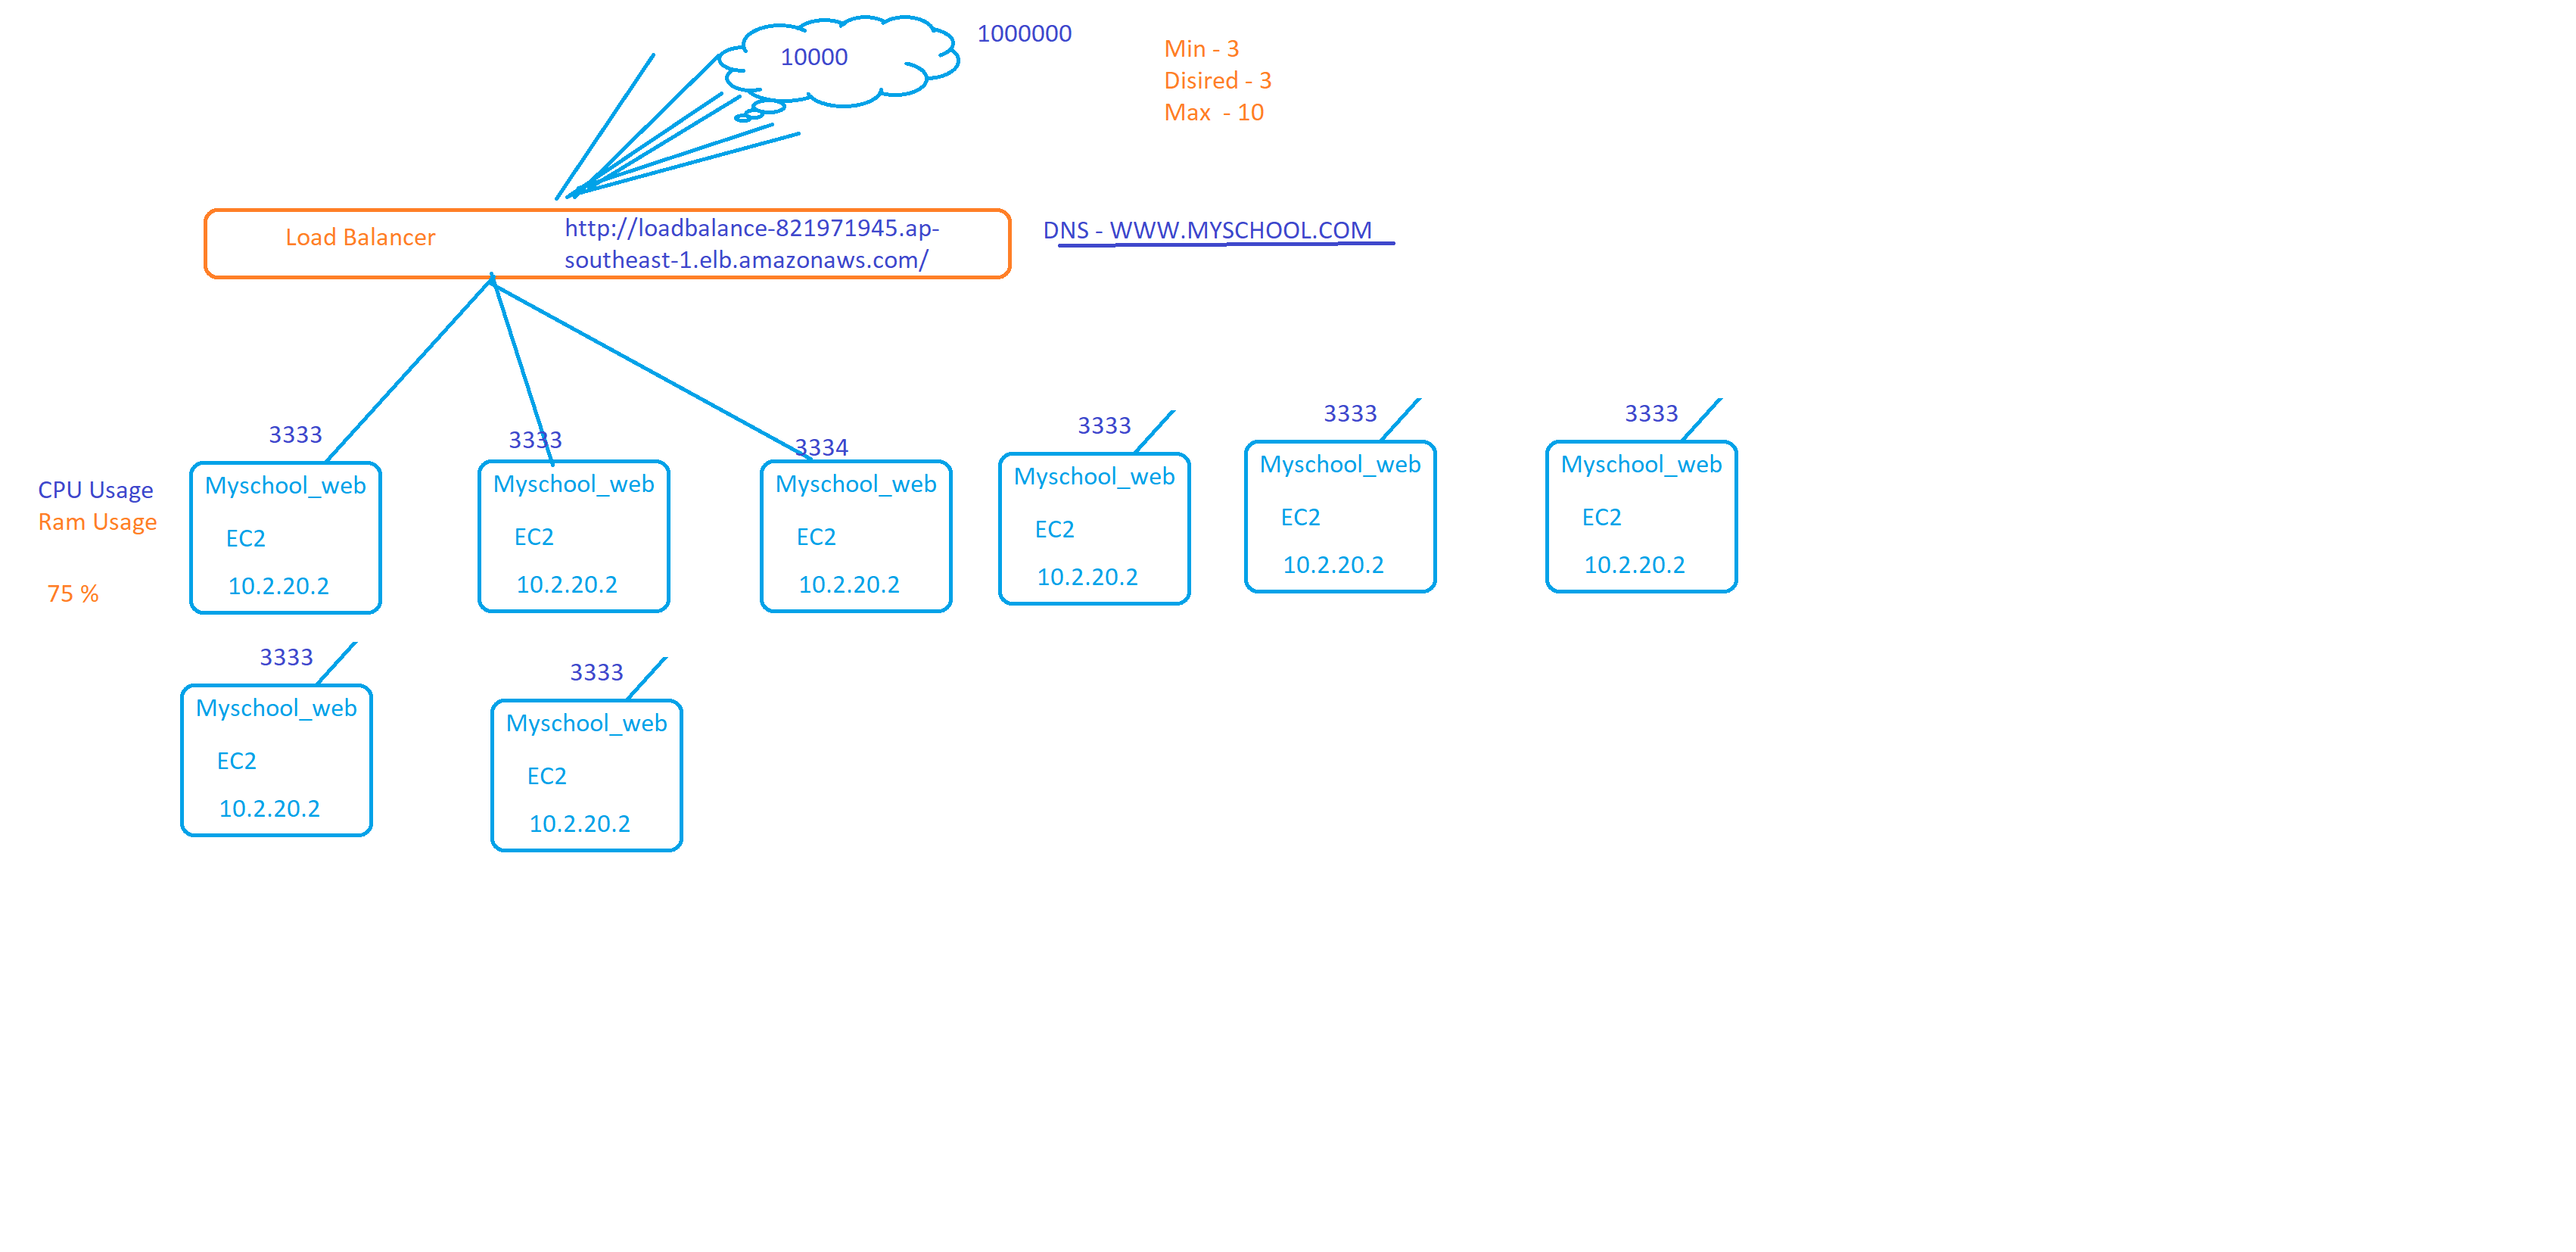 10000
1000000
Min - 3
Disired - 3
Max  - 10
Load Balancer
http://loadbalance-821971945.ap-
southeast-1.elb.amazonaws.com/
DNS - WWW.MYSCHOOL.COM
CPU Usage
Ram Usage
75 %
3333
Myschool_web
EC2
10.2.20.2
3333
Myschool_web
EC2
10.2.20.2
3334
Myschool_web
EC2
10.2.20.2
3333
Myschool_web
EC2
10.2.20.2
3333
Myschool_web
EC2
10.2.20.2
3333
Myschool_web
EC2
10.2.20.2
3333
Myschool_web
EC2
10.2.20.2
3333
Myschool_web
EC2
10.2.20.2